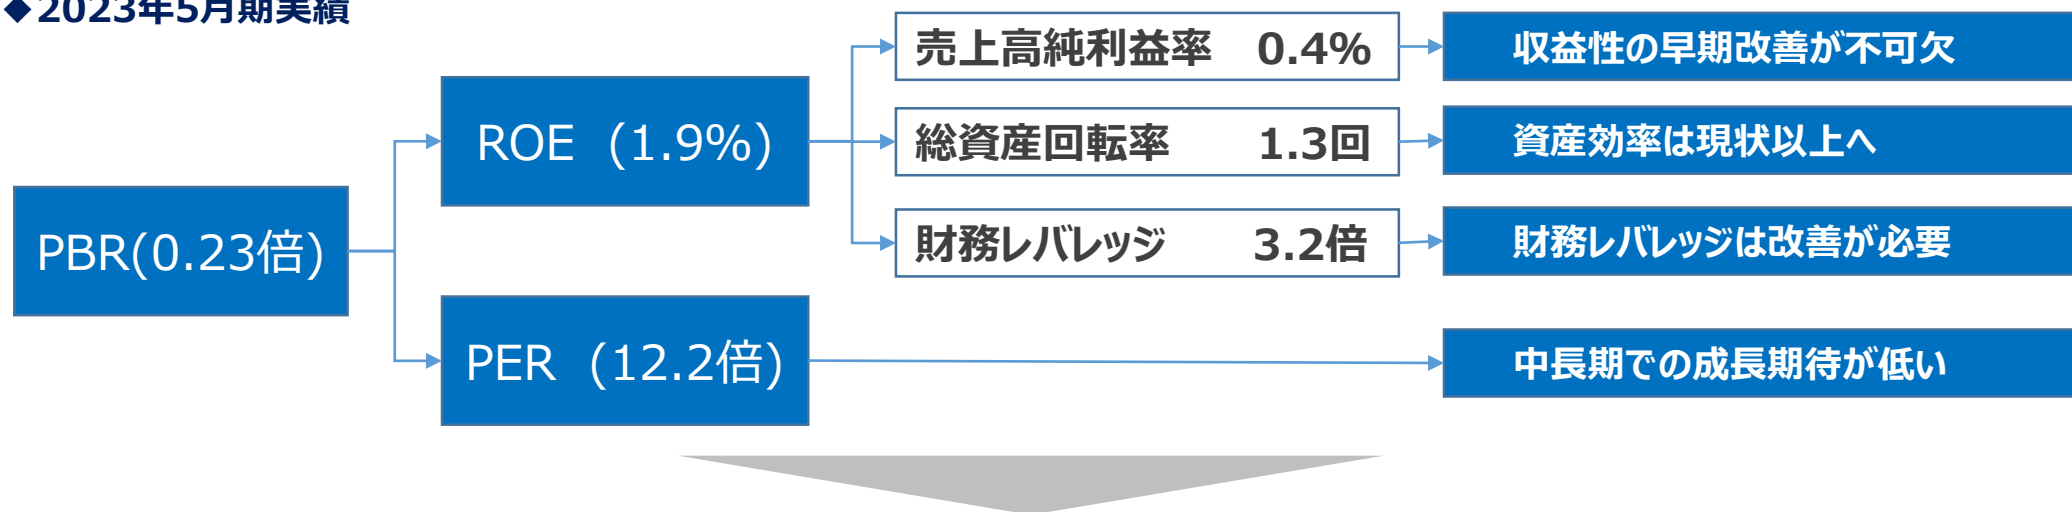 ◆2023年5月期実績
売上高純利益率 0.4% 収益性の早期改善が不可欠
ROE (1.9%) 総資産回転率 1.3回 資産効率は現状以上へ
PBR(0.23倍) 財務レバレッジ 3.2倍 財務レバレッジは改善が必要
PER (12.2倍) 中長期での成長期待が低い